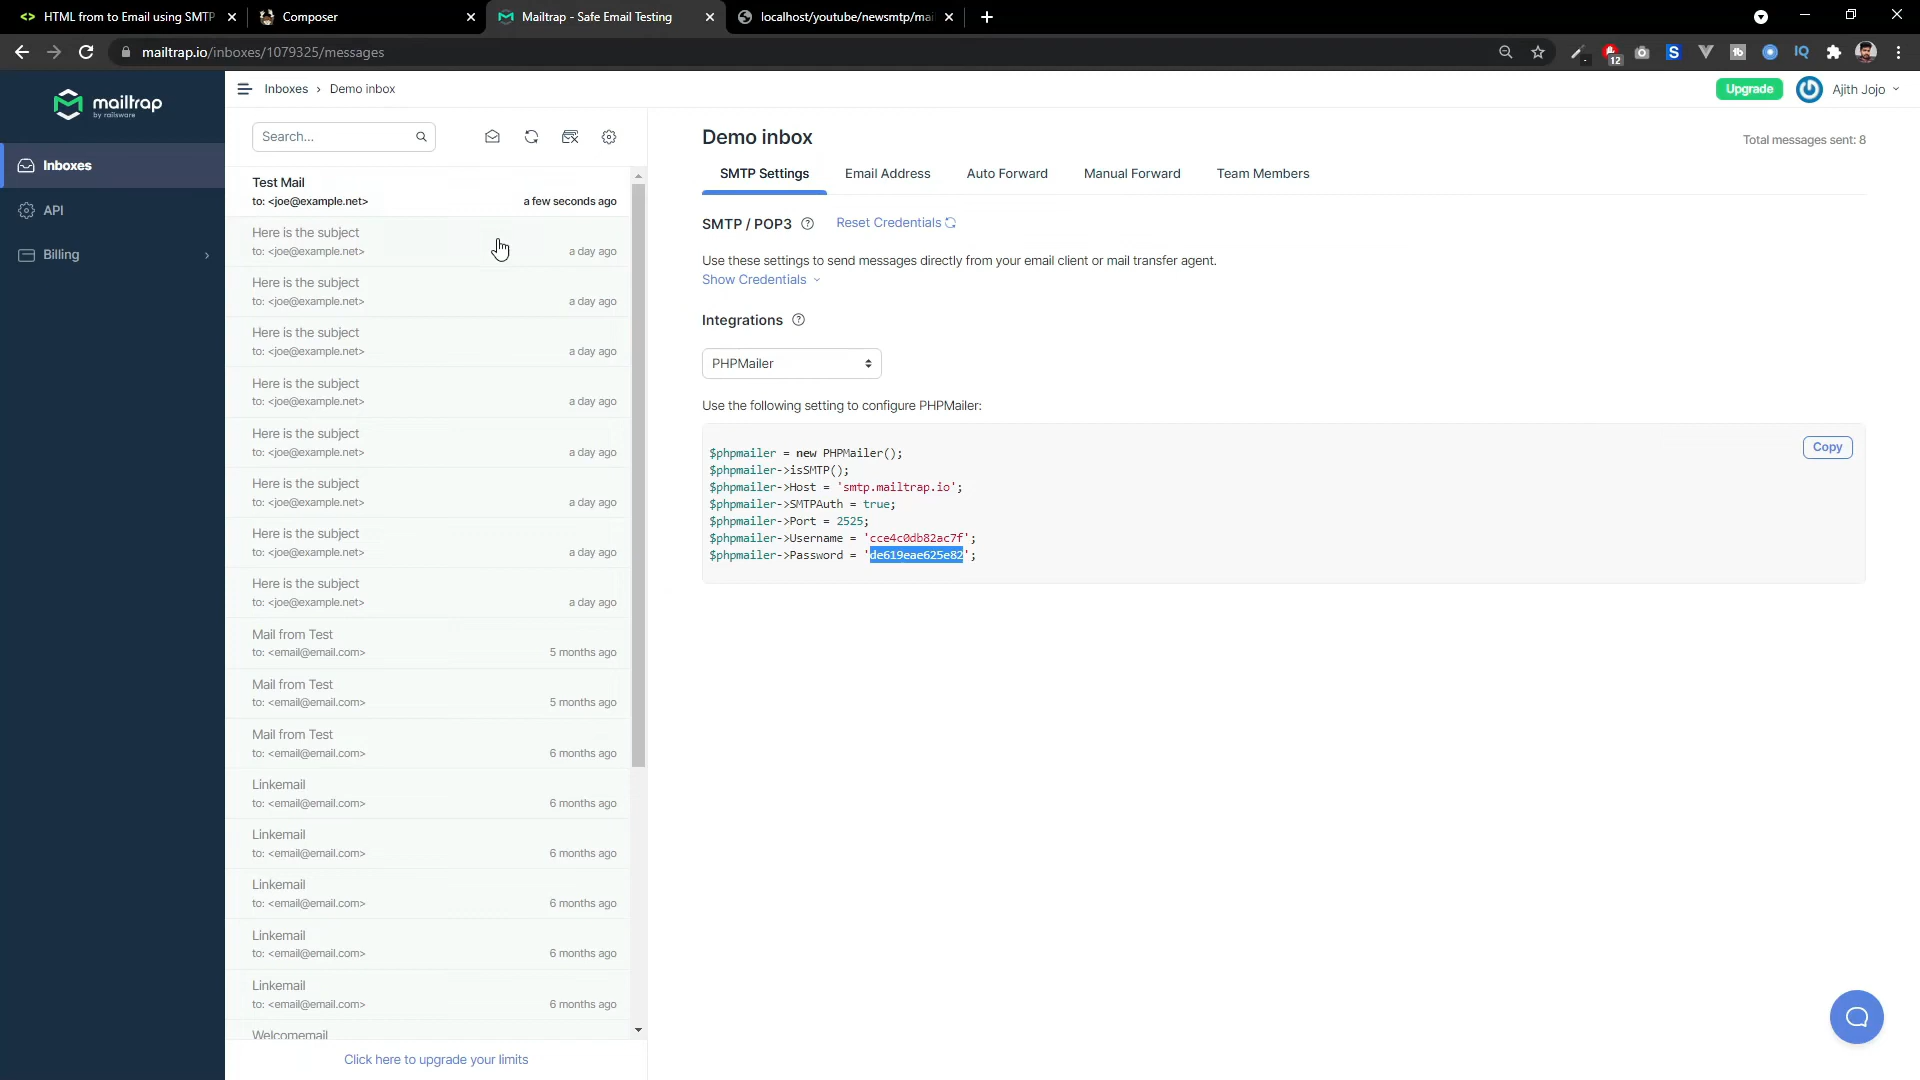 HTML from to Email using SMTP
Composer
Mailtrap - Safe Email Testing
localhost/youtube/newsmtp/mai
mailtrap.io/inboxes/1079325/messages
12
mailtrap
by railsware
Inboxes
API
Billing
Inboxes › Demo inbox
Upgrade
Ajith Jojo
Search...
Test Mail
to: <joe@example.net> a few seconds ago
Here is the subject
to: <joe@example.net> a day ago
Here is the subject
to: <joe@example.net> a day ago
Here is the subject
to: <joe@example.net> a day ago
Here is the subject
to: <joe@example.net> a day ago
Here is the subject
to: <joe@example.net> a day ago
Here is the subject
to: <joe@example.net> a day ago
Here is the subject
to: <joe@example.net> a day ago
Here is the subject
to: <joe@example.net> a day ago
Mail from Test
to: <email@email.com> 5 months ago
Mail from Test
to: <email@email.com> 5 months ago
Mail from Test
to: <email@email.com> 6 months ago
Linkemail
to: <email@email.com> 6 months ago
Linkemail
to: <email@email.com> 6 months ago
Linkemail
to: <email@email.com> 6 months ago
Linkemail
to: <email@email.com> 6 months ago
Linkemail
to: <email@email.com> 6 months ago
Welcomemail
Click here to upgrade your limits
Demo inbox
Total messages sent: 8
SMTP Settings Email Address Auto Forward Manual Forward Team Members
SMTP / POP3 Reset Credentials
Use these settings to send messages directly from your email client or mail transfer agent.
Show Credentials
Integrations
PHPMailer
Use the following setting to configure PHPMailer:
Copy
$phpmailer = new PHPMailer();
$phpmailer->isSMTP();
$phpmailer->Host = 'smtp.mailtrap.io';
$phpmailer->SMTPAuth = true;
$phpmailer->Port = 2525;
$phpmailer->Username = 'cce4c0db82ac7f';
$phpmailer->Password = 'de619eae625e82';